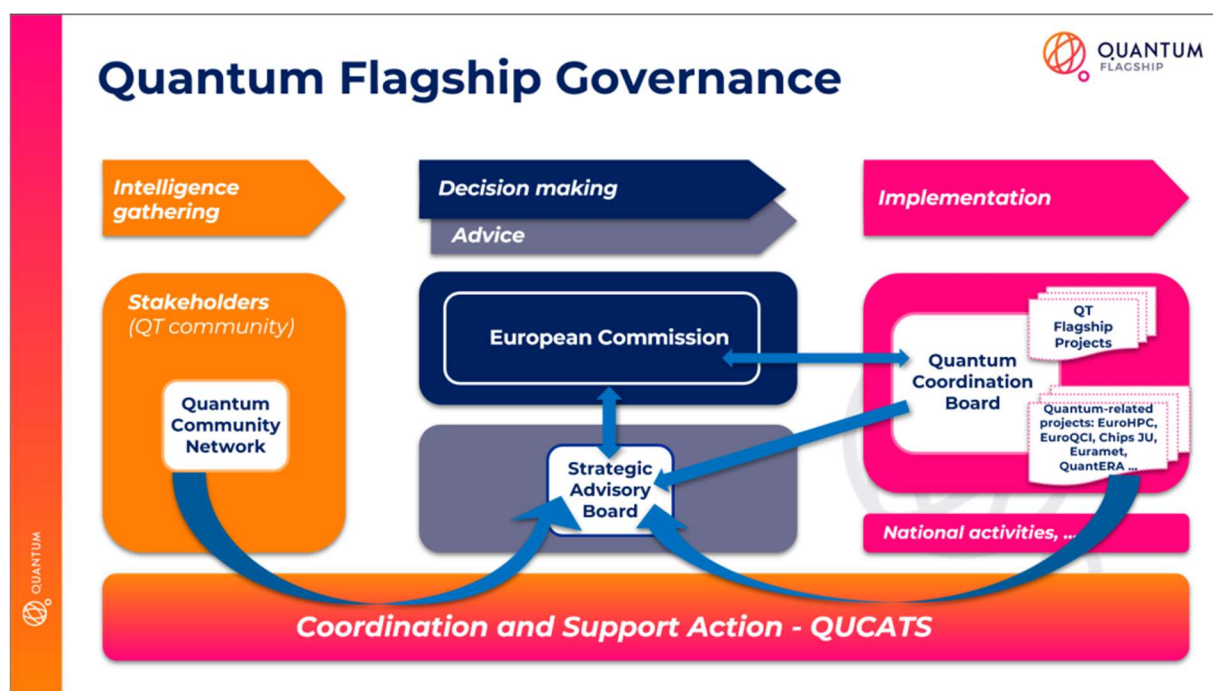 Quantum Flagship Governance
QUANTUM
FLAGSHIP
Intelligence
gathering
Decision making
Advice
Implementation
Stakeholders
(QT community)
Quantum
Community
Network
European Commission
Strategic
Advisory
Board
Quantum
Coordination
Board
QT
Flagship
Projects
Quantum-related
projects: EuroHPC,
EuroQCI, Chips JU,
Euramet,
QuantERA ...
National activities, ...
Coordination and Support Action - QUCATS
QUANTUM